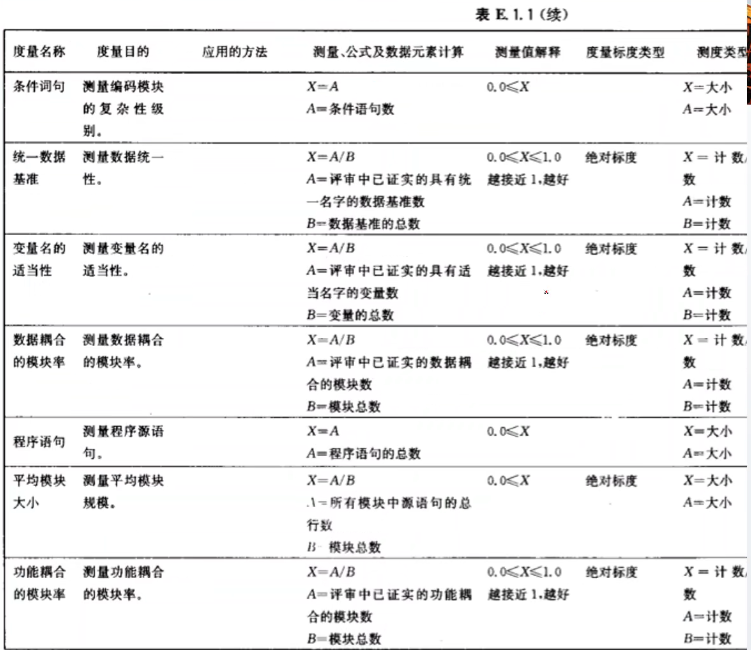 表 E.1.1(续)
度量名称 度量目的 应用的方法 测量、公式及数据元素计算 测量值解释 度量标度类型 测度类型
条件词句 测量编码模块 X=A 0.0≤X X=大小
的复杂性级 A=条件语句数 A=大小
别。
统一数据 测量数据统一 X=A/B 0.0≤X≤1.0 绝对标度 X=计数/
基准 性。 A=评审中已证实的具有统 越接近1,越好 数
一名字的数据基准数 A=计数
B=数据基准的总数 B=计数
变量名的 测量变量名的 X=A/B 0.0≤X≤1.0 绝对标度 X=计数/
适当性 适当性。 A=评审中已证实的具有适 越接近1,越好 数
当名字的变量数 A=计数
B=变量的总数 B=计数
数据耦合 测量数据耦合 X=A/B 0.0≤X≤1.0 绝对标度 X=计数/
的模块率 的模块率。 A=评审中已证实的数据耦 越接近1,越好 数
合的模块数 A=计数
B=模块总数 B=计数
程序语句 测量程序源语 X=A 0.0≤X X=大小
句。 A=程序语句的总数 A=大小
平均模块 测量平均模块 X=A/B 0.0≤X 绝对标度 X=大小
大小 规模。 A=所有模块中源语句的总 A=大小
行数
B=模块总数
功能耦合 测量功能耦合 X=A/B 0.0≤X≤1.0 绝对标度 X=计数/
的模块率 的模块率。 A=评审中已证实的功能耦 越接近1,越好 数
合的模块数 A=计数
B=模块总数 B=计数